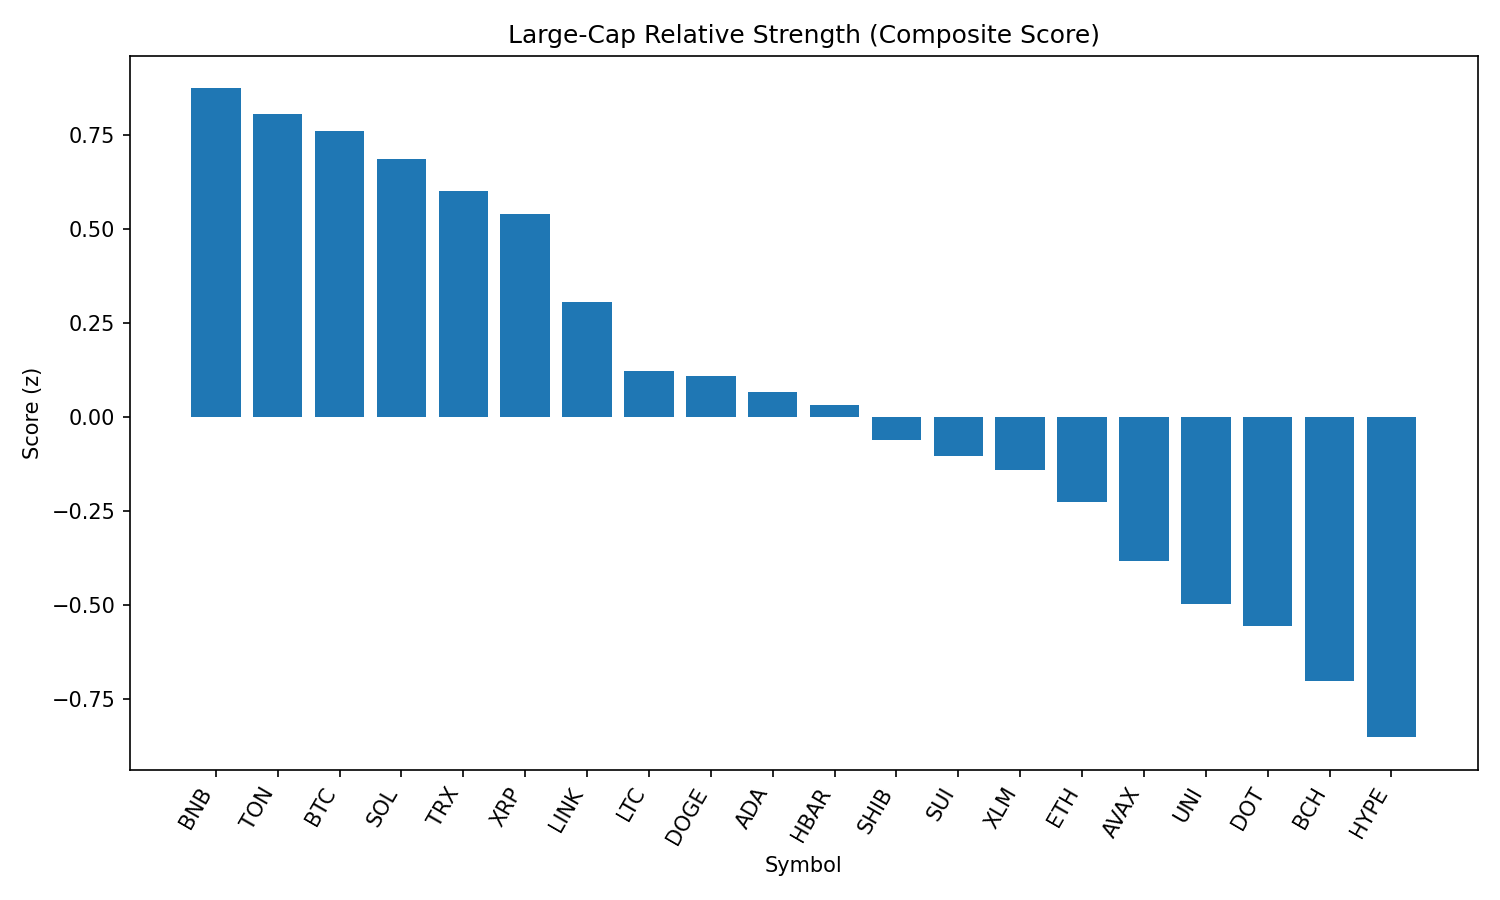 Large-Cap Relative Strength (Composite Score)
Score (z)
0.75
0.50
0.25
0.00
−0.25
−0.50
−0.75
BNB TON BTC SOL TRX XRP LINK LTC DOGE ADA HBAR SHIB SUI XLM ETH AVAX UNI DOT BCH HYPE
Symbol